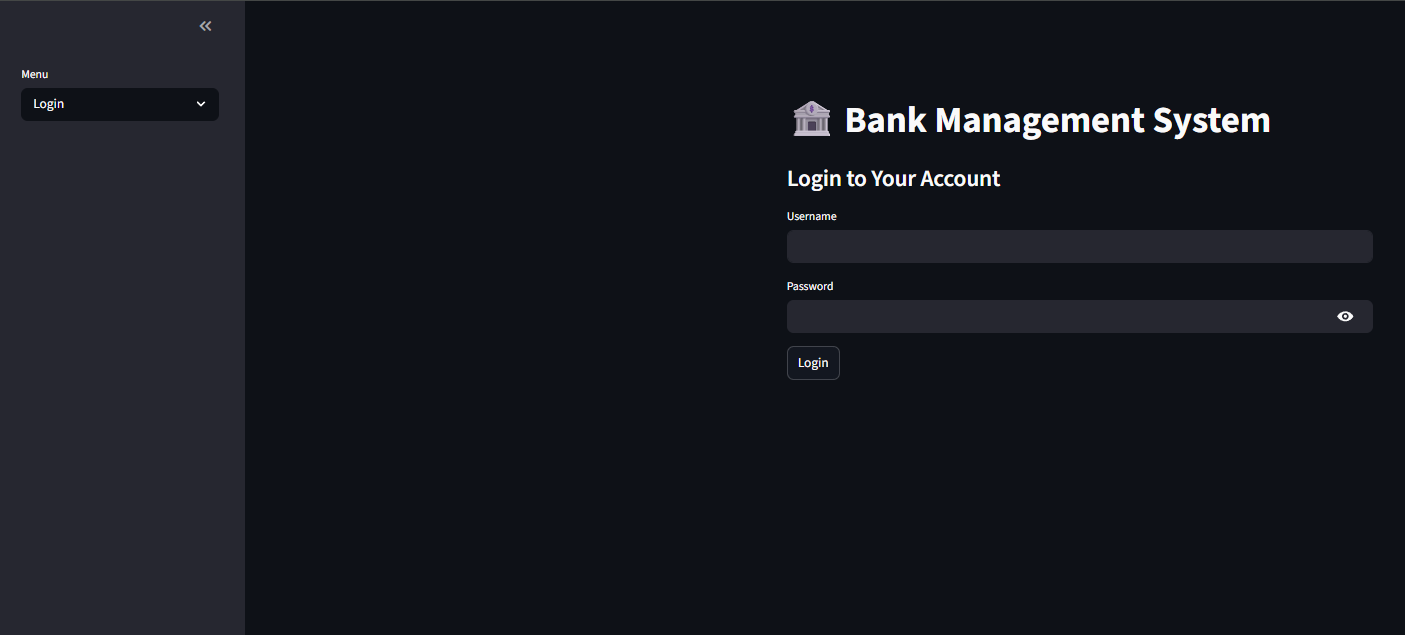 Menu
Login
Bank Management System
Login to Your Account
Username
Password
Login